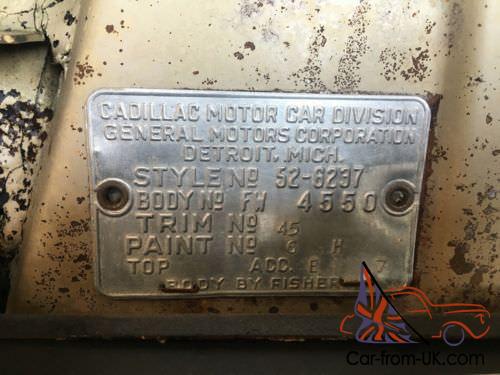 CADILLAC MOTOR CAR DIVISION
GENERAL MOTORS CORPORATION
DETROIT, MICH.
STYLE Nº 52-6237
BODY Nº FW 4550
TRIM Nº 45
PAINT Nº 6 H
TOP ACC. E 7
BODY BY FISHER
Car-from-UK.com